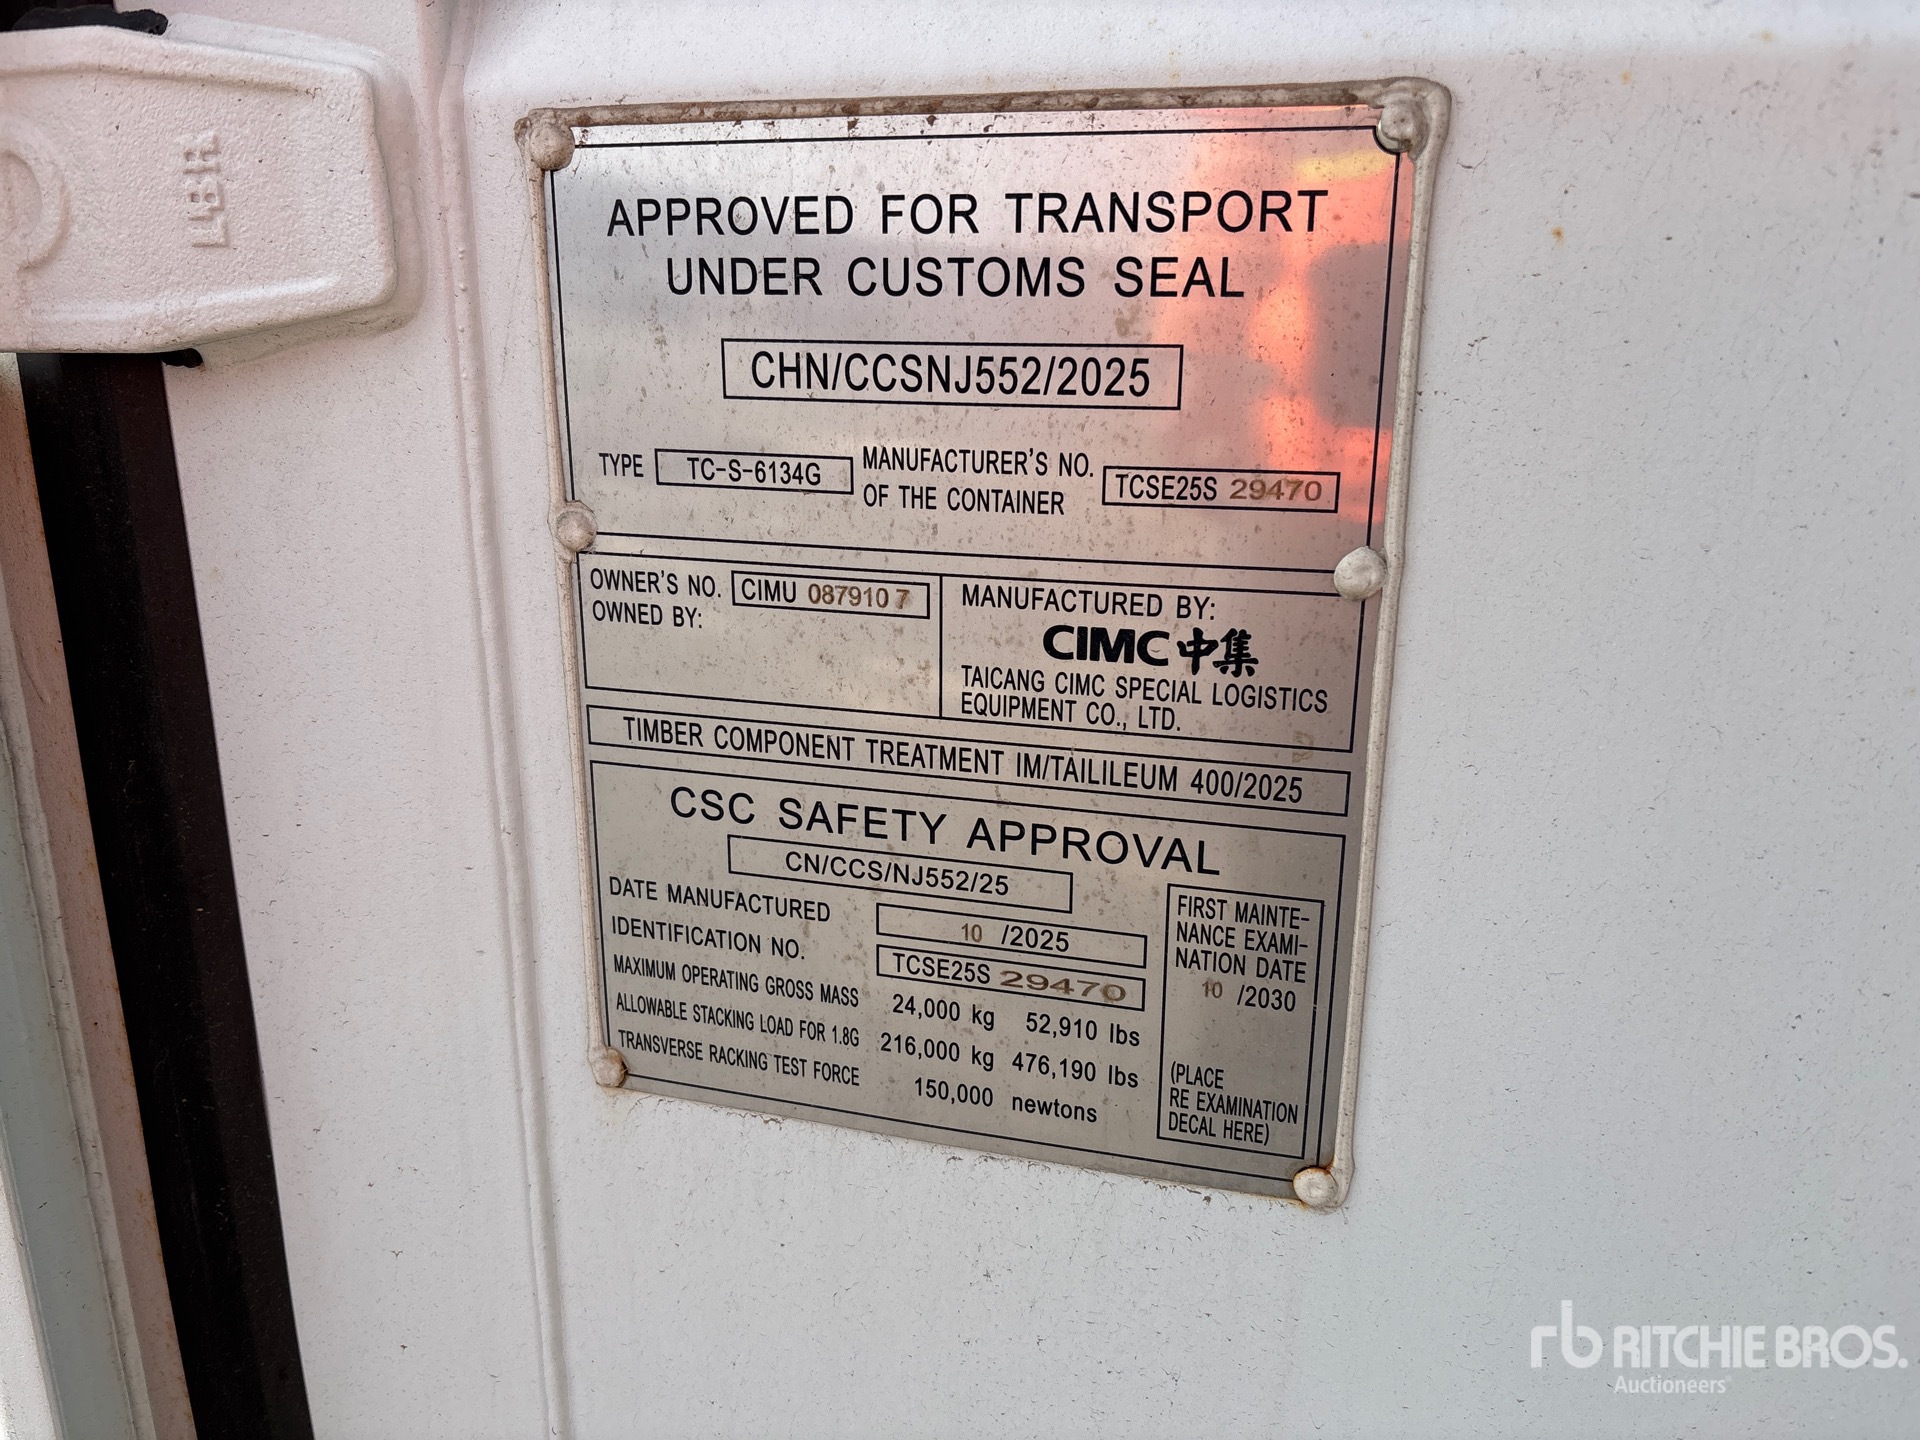 LBH
APPROVED FOR TRANSPORT
UNDER CUSTOMS SEAL
CHN/CCSNJ552/2025
TYPE TC-S-6134G MANUFACTURER'S NO.
OF THE CONTAINER TCSE25S 29470
OWNER'S NO. CIMU 087910 7
OWNED BY:
MANUFACTURED BY:
CIMC 中集
TAICANG CIMC SPECIAL LOGISTICS
EQUIPMENT CO., LTD.
TIMBER COMPONENT TREATMENT IM/TAILILEUM 400/2025
CSC SAFETY APPROVAL
CN/CCS/NJ552/25
DATE MANUFACTURED 10 /2025
IDENTIFICATION NO. TCSE25S 29470
MAXIMUM OPERATING GROSS MASS 24,000 kg 52,910 lbs
ALLOWABLE STACKING LOAD FOR 1.8G 216,000 kg 476,190 lbs
TRANSVERSE RACKING TEST FORCE 150,000 newtons
FIRST MAINTE-
NANCE EXAMI-
NATION DATE
10 /2030
(PLACE
RE EXAMINATION
DECAL HERE)
rb RITCHIE BROS.
Auctioneers